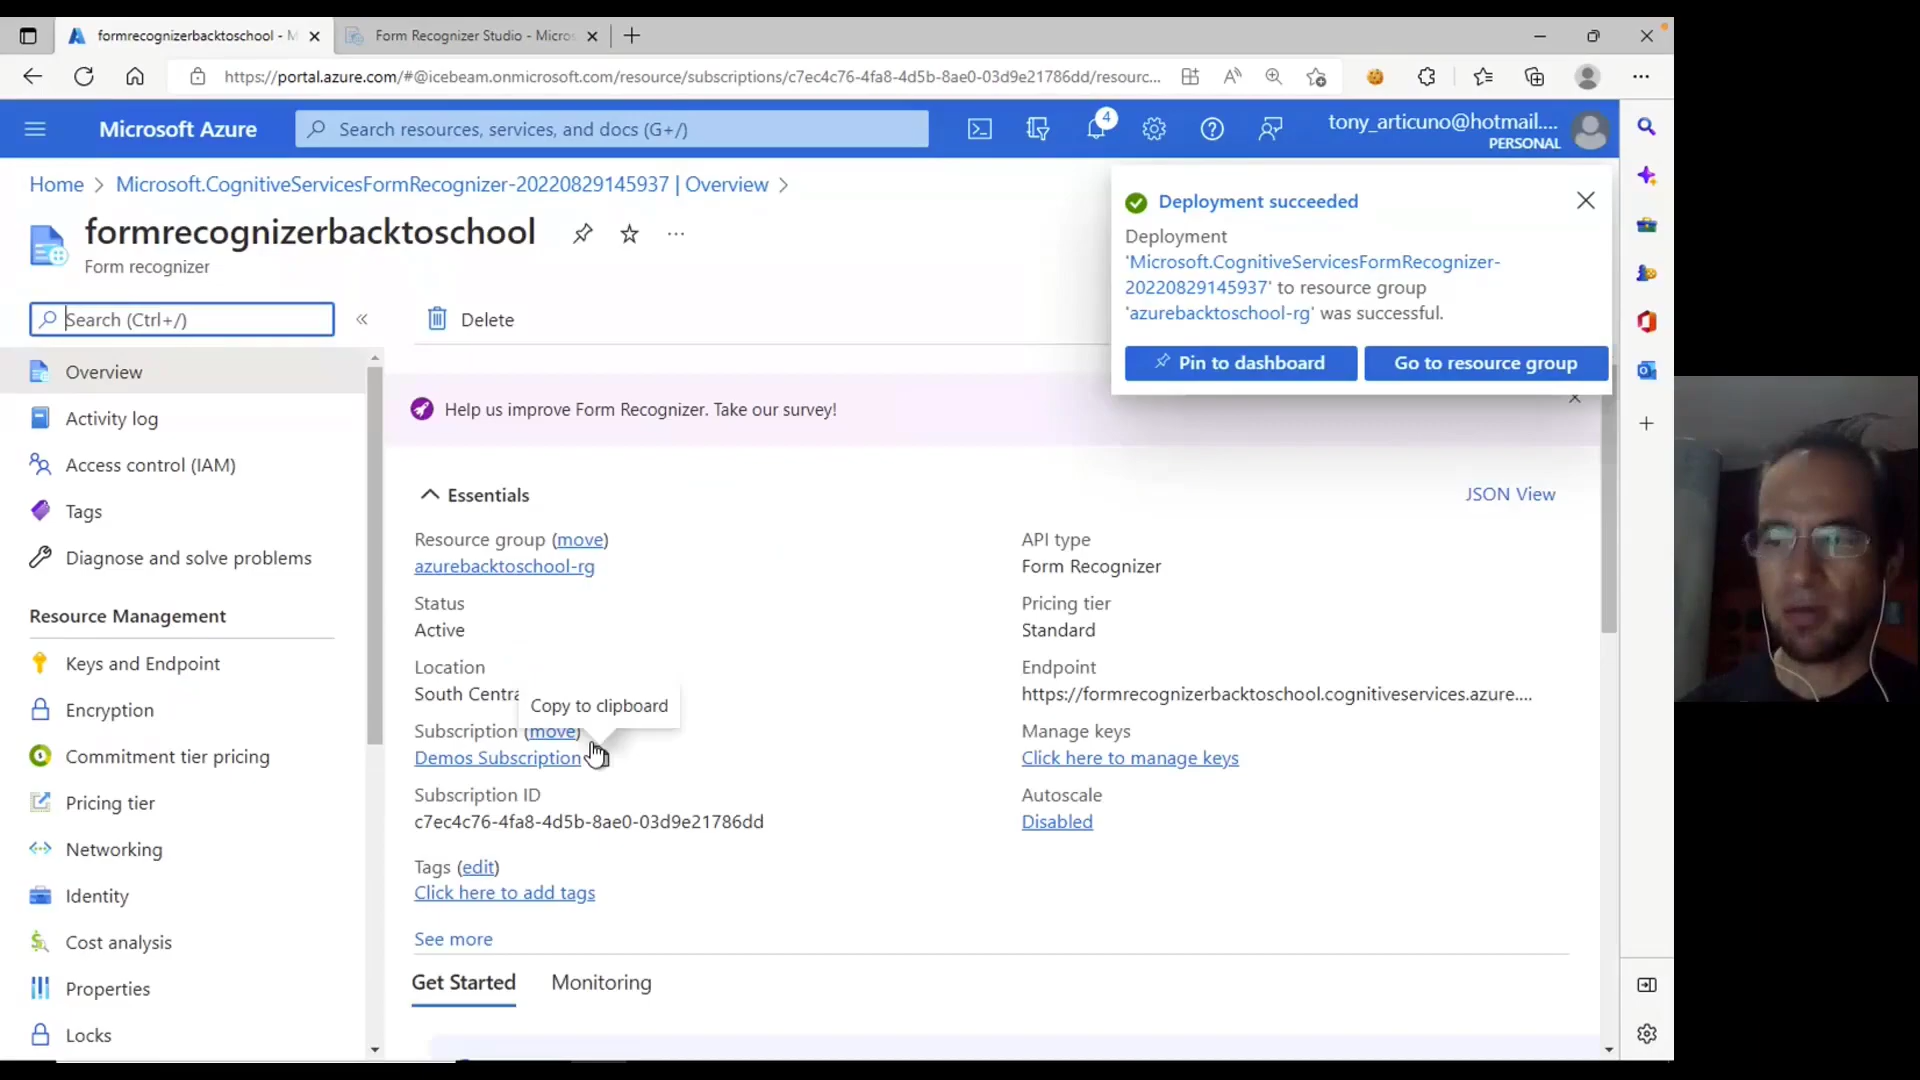 formrecognizerbacktoschool - M
Form Recognizer Studio - Micros
https://portal.azure.com/#@icebeam.onmicrosoft.com/resource/subscriptions/c7ec4c76-4fa8-4d5b-8ae0-03d9e21786dd/resourc...
Microsoft Azure
Search resources, services, and docs (G+/)
4
tony_articuno@hotmail....
PERSONAL
Home > Microsoft.CognitiveServicesFormRecognizer-20220829145937 | Overview >
formrecognizerbacktoschool
Form recognizer
Deployment succeeded
Deployment
'Microsoft.CognitiveServicesFormRecognizer-
20220829145937' to resource group
'azurebacktoschool-rg' was successful.
Pin to dashboard
Go to resource group
Search (Ctrl+/)
Delete
Overview
Activity log
Access control (IAM)
Tags
Diagnose and solve problems
Resource Management
Keys and Endpoint
Encryption
Commitment tier pricing
Pricing tier
Networking
Identity
Cost analysis
Properties
Locks
Help us improve Form Recognizer. Take our survey!
Essentials
JSON View
Resource group (move)
azurebacktoschool-rg
Status
Active
Location
South Centra
Copy to clipboard
Subscription (move)
Demos Subscription
Subscription ID
c7ec4c76-4fa8-4d5b-8ae0-03d9e21786dd
Tags (edit)
Click here to add tags
See more
API type
Form Recognizer
Pricing tier
Standard
Endpoint
https://formrecognizerbacktoschool.cognitiveservices.azure....
Manage keys
Click here to manage keys
Autoscale
Disabled
Get Started
Monitoring